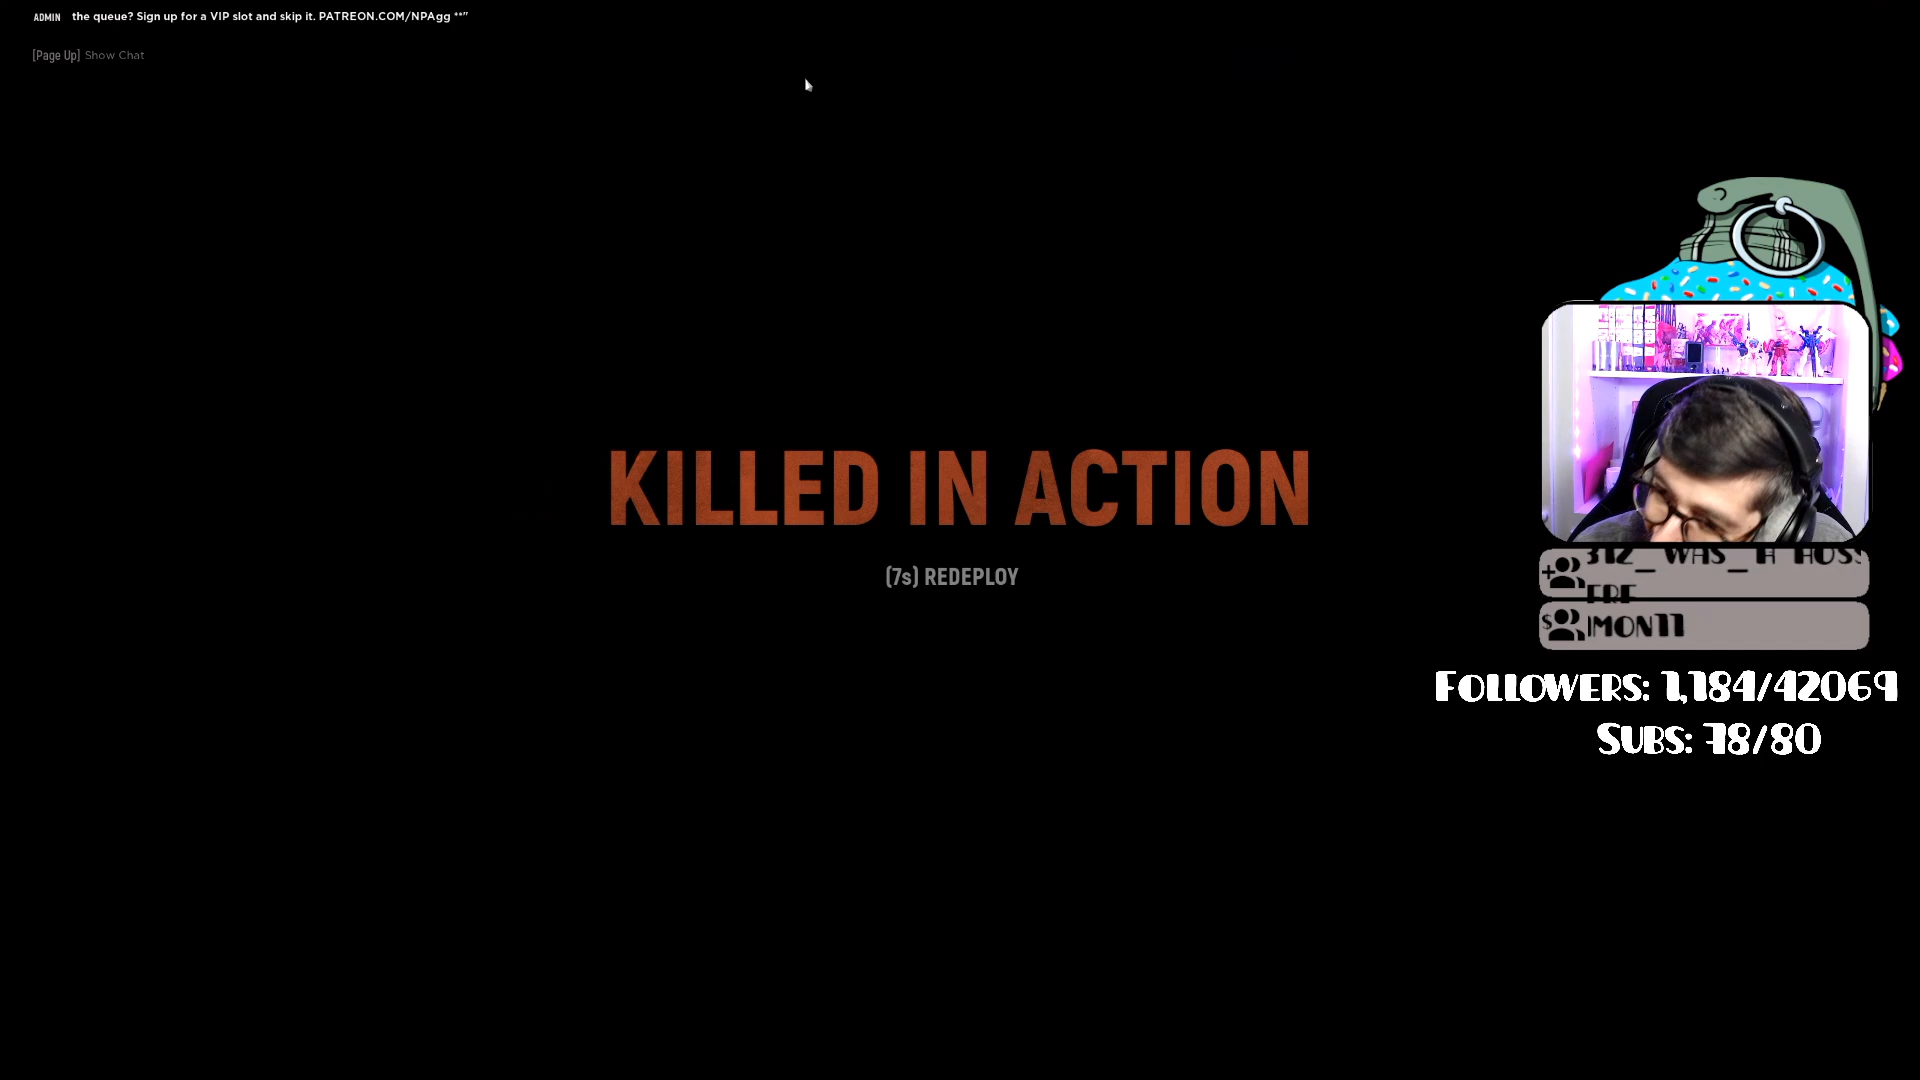 ADMIN the queue? Sign up for a VIP slot and skip it. PATREON.COM/NPAgg **"
[Page Up] Show Chat
KILLED IN ACTION
(7s) REDEPLOY
Followers: 1,184/42069
Subs: 78/80